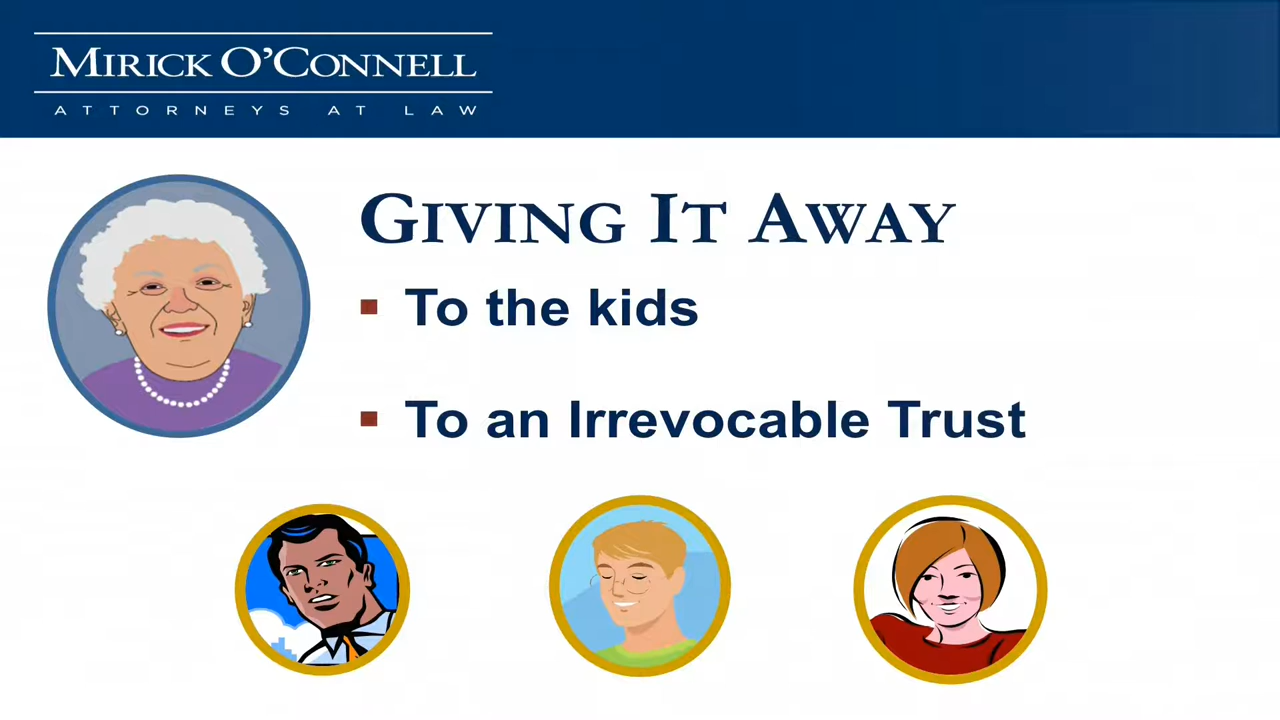 MIRICK O'CONNELL
ATTORNEYS AT LAW
GIVING IT AWAY
To the kids
To an Irrevocable Trust